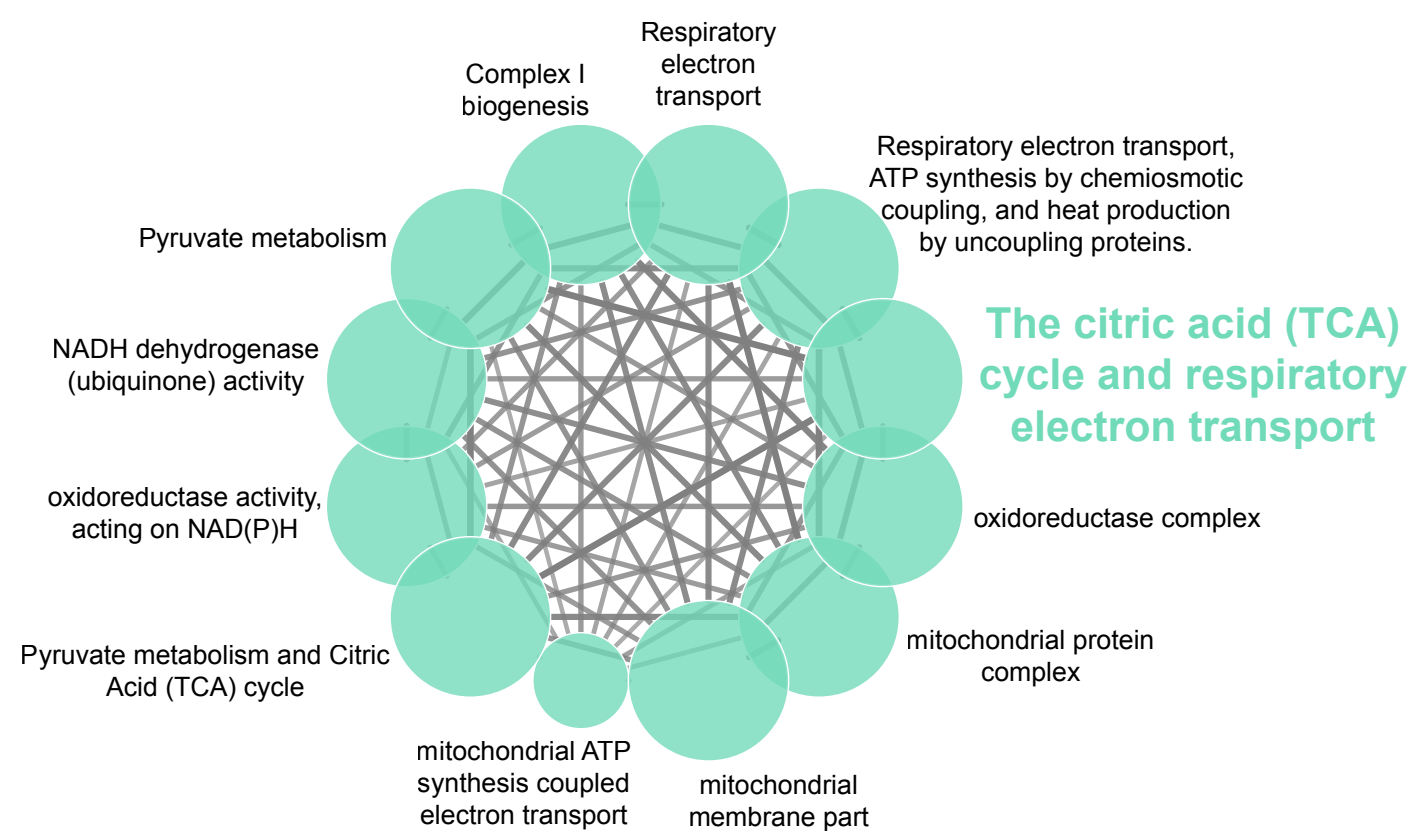 Respiratory
electron
transport
Complex I
biogenesis
Respiratory electron transport,
ATP synthesis by chemiosmotic
coupling, and heat production
by uncoupling proteins.
Pyruvate metabolism
The citric acid (TCA)
cycle and respiratory
electron transport
NADH dehydrogenase
(ubiquinone) activity
oxidoreductase activity,
acting on NAD(P)H
oxidoreductase complex
Pyruvate metabolism and Citric
Acid (TCA) cycle
mitochondrial protein
complex
mitochondrial ATP
synthesis coupled
electron transport
mitochondrial
membrane part